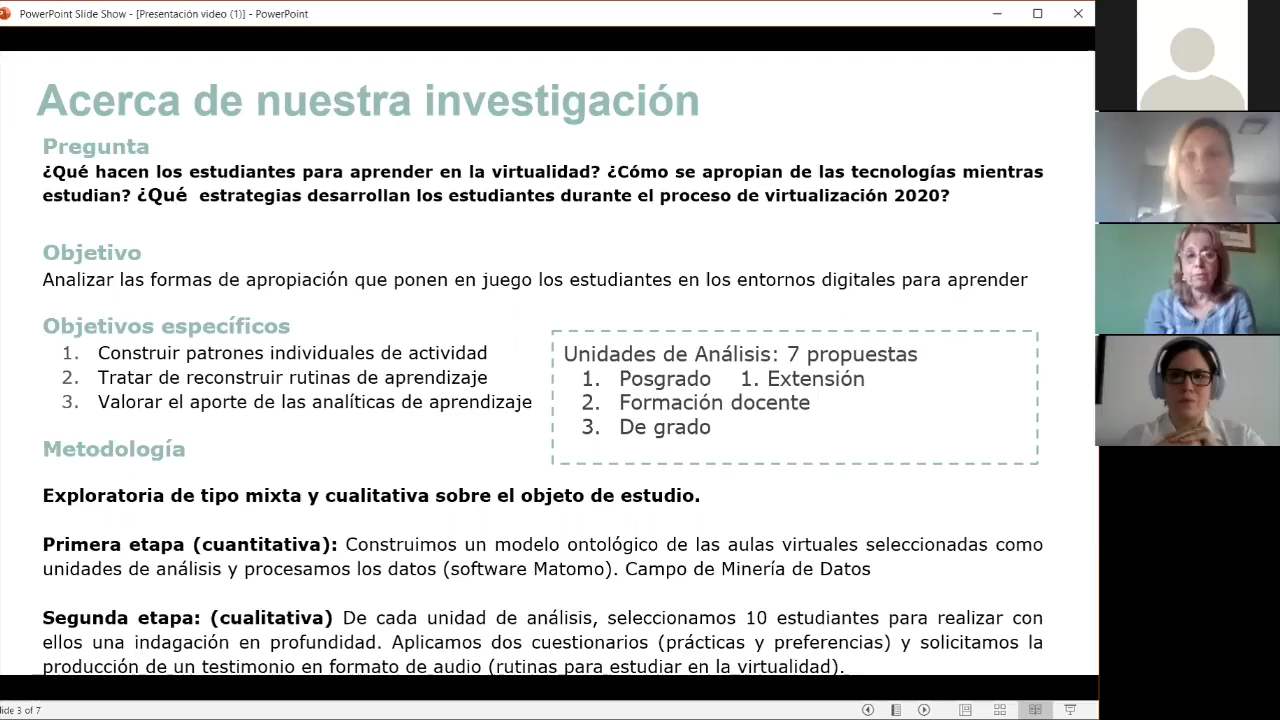 PowerPoint Slide Show - [Presentación video (1)] - PowerPoint
Acerca de nuestra investigación
Pregunta
¿Qué hacen los estudiantes para aprender en la virtualidad? ¿Cómo se apropian de las tecnologías mientras
estudian? ¿Qué estrategias desarrollan los estudiantes durante el proceso de virtualización 2020?
Objetivo
Analizar las formas de apropiación que ponen en juego los estudiantes en los entornos digitales para aprender
Objetivos específicos
1. Construir patrones individuales de actividad
2. Tratar de reconstruir rutinas de aprendizaje
3. Valorar el aporte de las analíticas de aprendizaje
Unidades de Análisis: 7 propuestas
1. Posgrado 1. Extensión
2. Formación docente
3. De grado
Metodología
Exploratoria de tipo mixta y cualitativa sobre el objeto de estudio.
Primera etapa (cuantitativa): Construimos un modelo ontológico de las aulas virtuales seleccionadas como
unidades de análisis y procesamos los datos (software Matomo). Campo de Minería de Datos
Segunda etapa: (cualitativa) De cada unidad de análisis, seleccionamos 10 estudiantes para realizar con
ellos una indagación en profundidad. Aplicamos dos cuestionarios (prácticas y preferencias) y solicitamos la
producción de un testimonio en formato de audio (rutinas para estudiar en la virtualidad).
lide 3 of 7